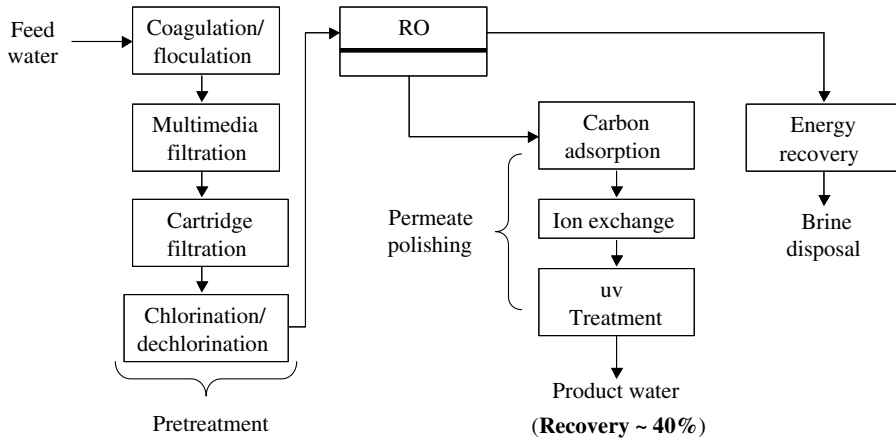 Feed
water
Coagulation/
floculation
Multimedia
filtration
Cartridge
filtration
Chlorination/
dechlorination
Pretreatment
RO
Carbon
adsorption
Ion exchange
uv
Treatment
Permeate
polishing
Product water
(Recovery ~ 40%)
Energy
recovery
Brine
disposal